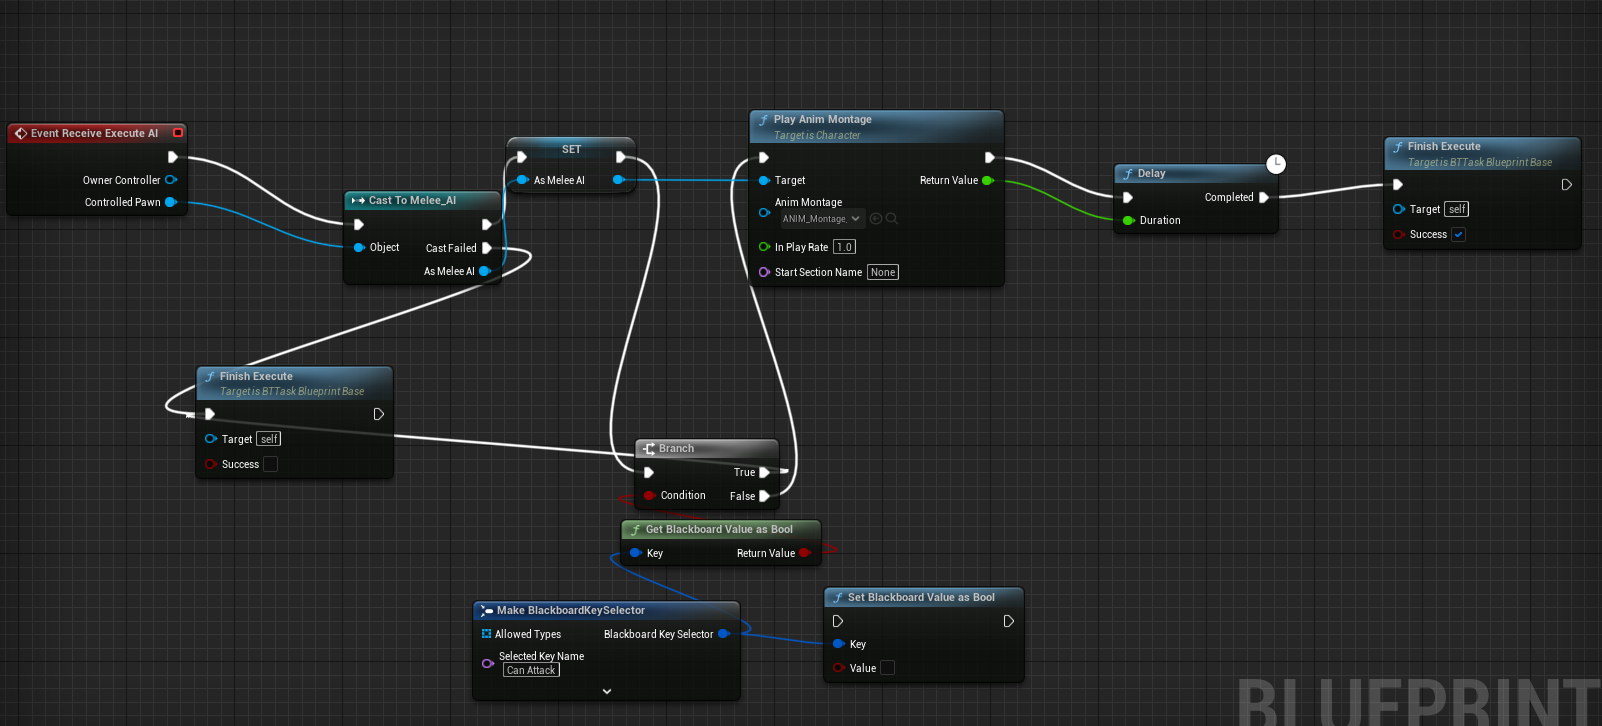 Event Receive Execute AI
Owner Controller
Controlled Pawn
Cast To Melee_AI
Object
Cast Failed
As Melee AI
SET
As Melee AI
Play Anim Montage
Target is Character
Target
Return Value
Anim Montage
ANIM_Montage_
In Play Rate
1.0
Start Section Name
None
Delay
Completed
Duration
Finish Execute
Target is BTTask Blueprint Base
Target
self
Success
Finish Execute
Target is BTTask Blueprint Base
Target
self
Success
Branch
True
Condition
False
Get Blackboard Value as Bool
Key
Return Value
Make BlackboardKeySelector
Allowed Types
Blackboard Key Selector
Selected Key Name
Can Attack
Set Blackboard Value as Bool
Key
Value
BLUEPRINT